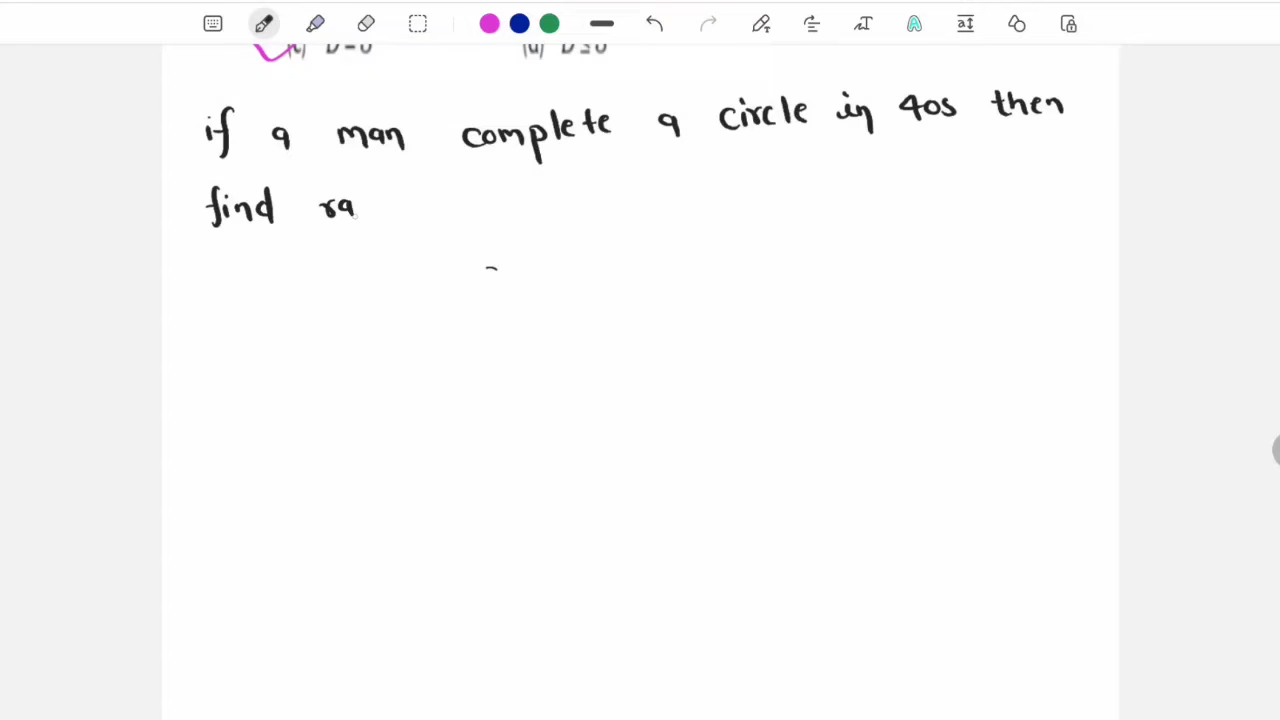 if a man complete a circle in 40s then
find ra